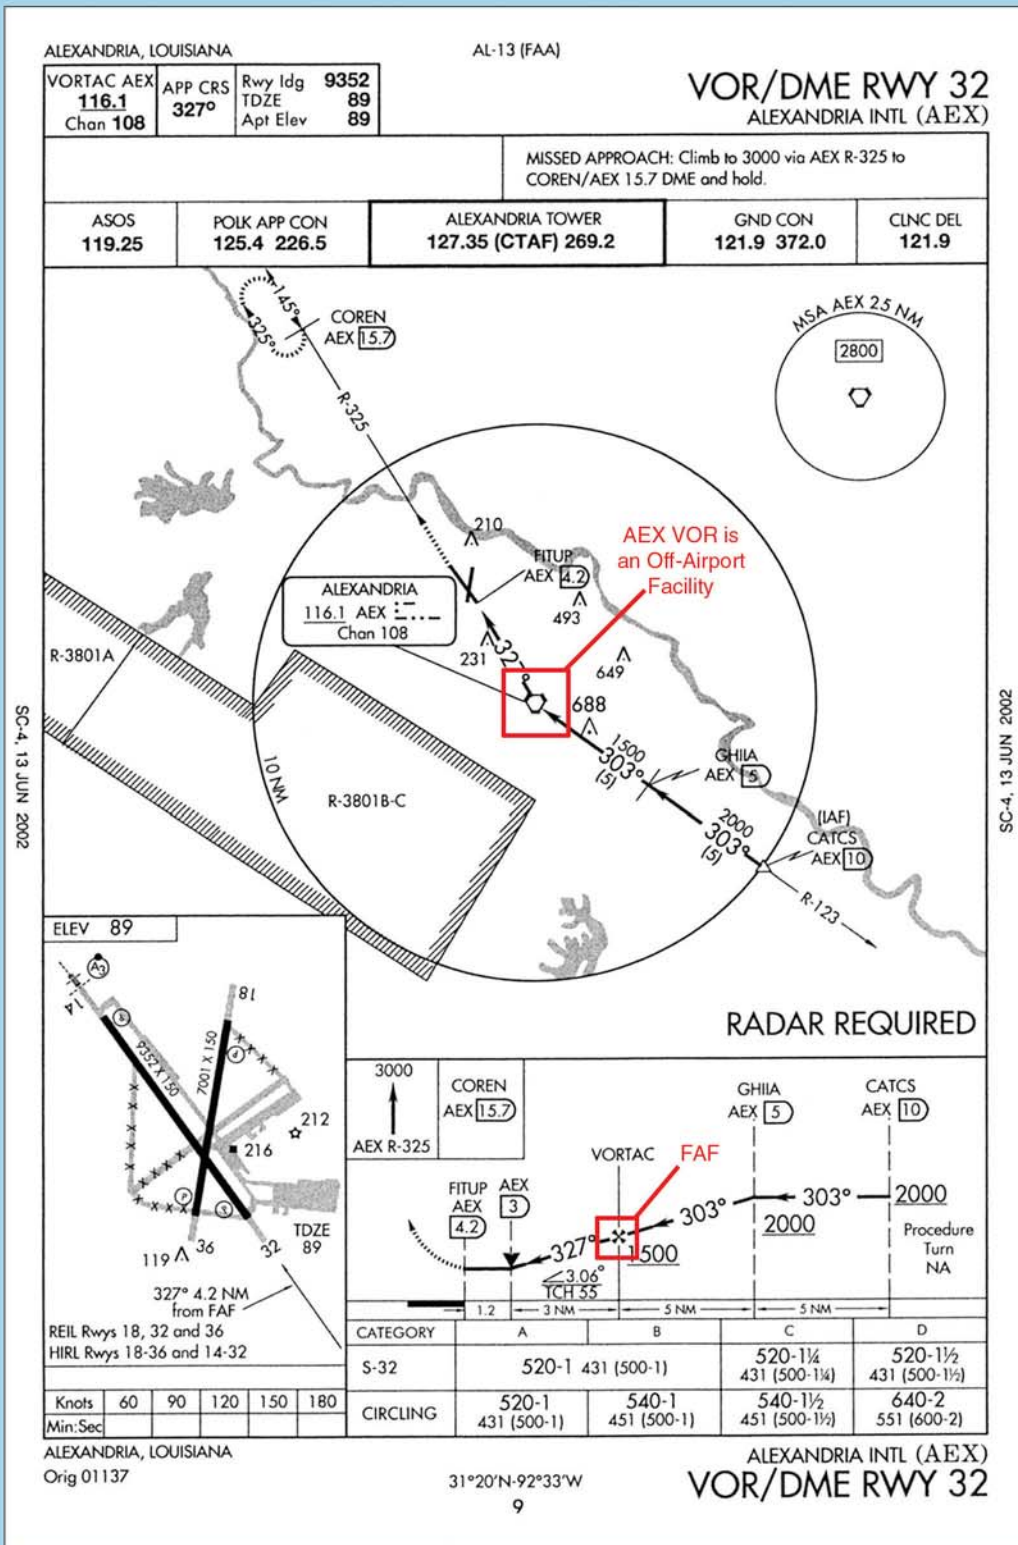 ALEXANDRIA, LOUISIANA
AL-13 (FAA)
VORTAC AEX
116.1
Chan 108
APP CRS
327°
Rwy ldg 9352
TDZE 89
Apt Elev 89
VOR/DME RWY 32
ALEXANDRIA INTL (AEX)
MISSED APPROACH: Climb to 3000 via AEX R-325 to
COREN/AEX 15.7 DME and hold.
ASOS
119.25
POLK APP CON
125.4 226.5
ALEXANDRIA TOWER
127.35 (CTAF) 269.2
GND CON
121.9 372.0
CLNC DEL
121.9
145°
325°
COREN
AEX 15.7
R-325
MSA AEX 25 NM
2800
210
FITUP
AEX 4.2
493
AEX VOR is
an Off-Airport
Facility
ALEXANDRIA
116.1 AEX
Chan 108
231
327°
649
688
R-3801A
R-3801B-C
10 NM
1500
303°
(5)
GHIIA
AEX 5
2000
303°
(5)
(IAF)
CATCS
AEX 10
R-123
SC-4, 13 JUN 2002
SC-4, 13 JUN 2002
RADAR REQUIRED
ELEV 89
A2
14
18
9352 X 150
7001 X 150
P
212
216
P
119
36
32
TDZE
89
327° 4.2 NM
from FAF
REIL Rwys 18, 32 and 36
HIRL Rwys 18-36 and 14-32
Knots 60 90 120 150 180
Min:Sec
3000
AEX R-325
COREN
AEX 15.7
FITUP
AEX
4.2
AEX
3
VORTAC
FAF
GHIIA
AEX 5
CATCS
AEX 10
327°
3.06°
TCH 55
1500
303°
2000
303°
2000
Procedure
Turn
NA
1.2
3 NM
5 NM
5 NM
CATEGORY A B C D
S-32 520-1 431 (500-1) 520-1¼ 431 (500-1¼) 520-1½ 431 (500-1½)
CIRCLING 520-1 431 (500-1) 540-1 451 (500-1) 540-1½ 451 (500-1½) 640-2 551 (600-2)
ALEXANDRIA, LOUISIANA
Orig 01137
31°20'N-92°33'W
9
ALEXANDRIA INTL (AEX)
VOR/DME RWY 32